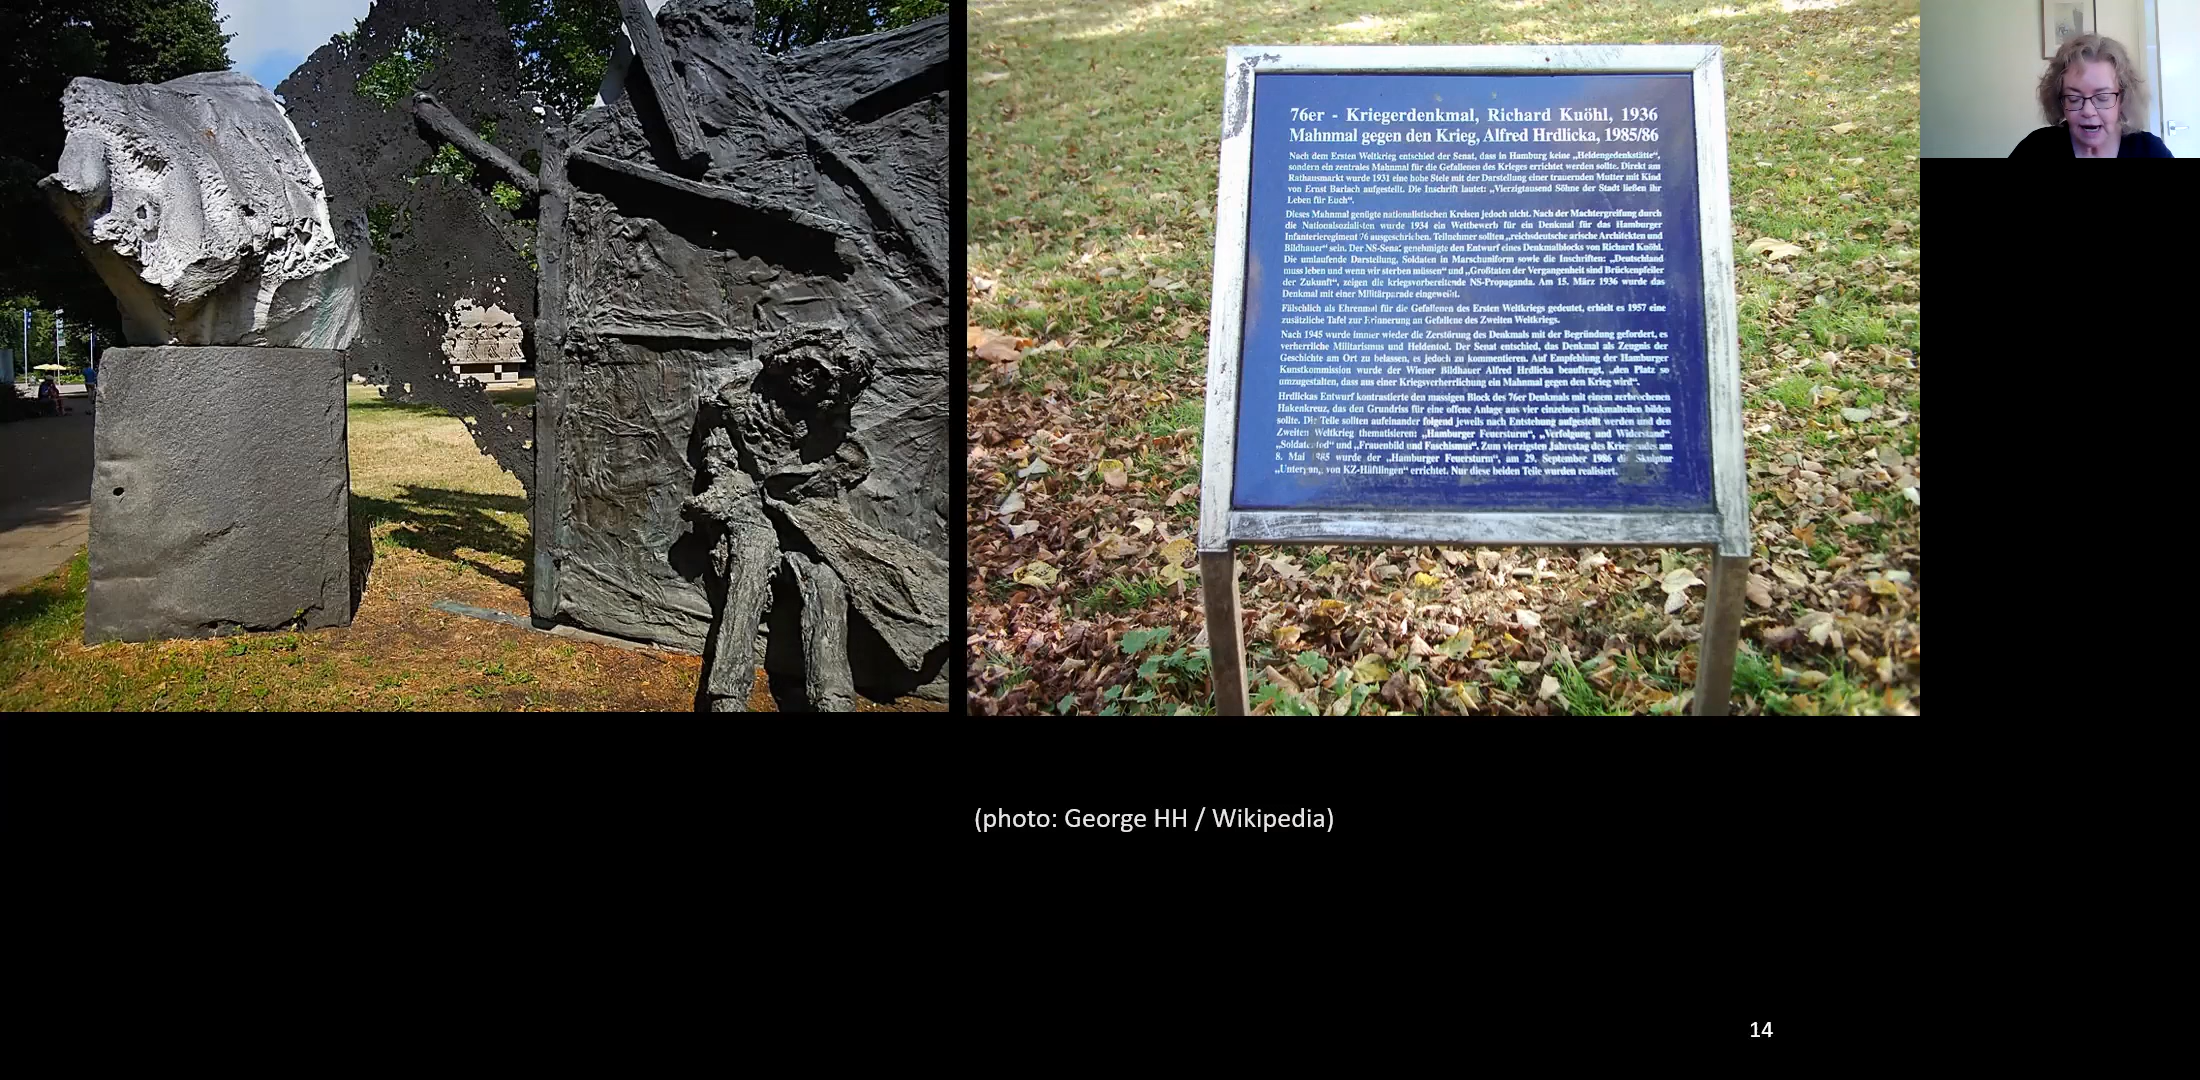 76er - Kriegerdenkmal, Richard Kuöhl, 1936
Mahnmal gegen den Krieg, Alfred Hrdlicka, 1985/86
Nach dem Ersten Weltkrieg entschied der Senat, dass in Hamburg keine „Heldengedenkstätte“,
sondern ein zentrales Mahnmal für die Gefallenen des Krieges errichtet werden sollte. Direkt am
Rathausmarkt wurde 1931 eine hohe Stele mit der Darstellung einer trauernden Mutter mit Kind
von Ernst Barlach aufgestellt. Die Inschrift lautet: „Vierzigtausend Söhne der Stadt ließen ihr
Leben für Euch“.
Dieses Mahnmal genügte nationalistischen Kreisen jedoch nicht. Nach der Machtergreifung durch
die Nationalsozialisten wurde 1934 ein Wettbewerb für ein Denkmal für das Hamburger
Infanterieregiment 76 ausgeschrieben. Teilnehmer sollten „reichsdeutsche arische Architekten und
Bildhauer“ sein. Der NS-Senat genehmigte den Entwurf eines Denkmalblocks von Richard Kuöhl.
Die umlaufende Darstellung, Soldaten in Marschuniform sowie die Inschriften: „Deutschland
muss leben und wenn wir sterben müssen“ und „Großtaten der Vergangenheit sind Brückenpfeiler
der Zukunft“, zeigen die kriegsvorbereitende NS-Propaganda. Am 15. März 1936 wurde das
Denkmal mit einer Militärparade eingeweiht.
Fälschlich als Ehrenmal für die Gefallenen des Ersten Weltkriegs gedeutet, erhielt es 1957 eine
zusätzliche Tafel zur Erinnerung an Gefallene des Zweiten Weltkriegs.
Nach 1945 wurde immer wieder die Zerstörung des Denkmals mit der Begründung gefordert, es
verherrliche Militarismus und Heldentod. Der Senat entschied, das Denkmal als Zeugnis der
Geschichte am Ort zu belassen, es jedoch zu kommentieren. Auf Empfehlung der Hamburger
Kunstkommission wurde der Wiener Bildhauer Alfred Hrdlicka beauftragt, „den Platz so
umzugestalten, dass aus einer Kriegsverherrlichung ein Mahnmal gegen den Krieg wird“.
Hrdlickas Entwurf kontrastierte den massigen Block des 76er Denkmals mit einem zerbrochenen
Hakenkreuz, das den Grundriss für eine offene Anlage aus vier einzelnen Denkmalteilen bilden
sollte. Die Teile sollten aufeinander folgend jeweils nach Entstehung aufgestellt werden und den
Zweiten Weltkrieg thematisieren: „Hamburger Feuersturm“, „Verfolgung und Widerstand“,
„Soldatentod“ und „Frauenbild und Faschismus“. Zum vierzigsten Jahrestag des Kriegsendes am
8. Mai 1985 wurde der „Hamburger Feuersturm“, am 29. September 1986 die Skulptur
„Untergang von KZ-Häftlingen“ errichtet. Nur diese beiden Teile wurden realisiert.
(photo: George HH / Wikipedia)
14